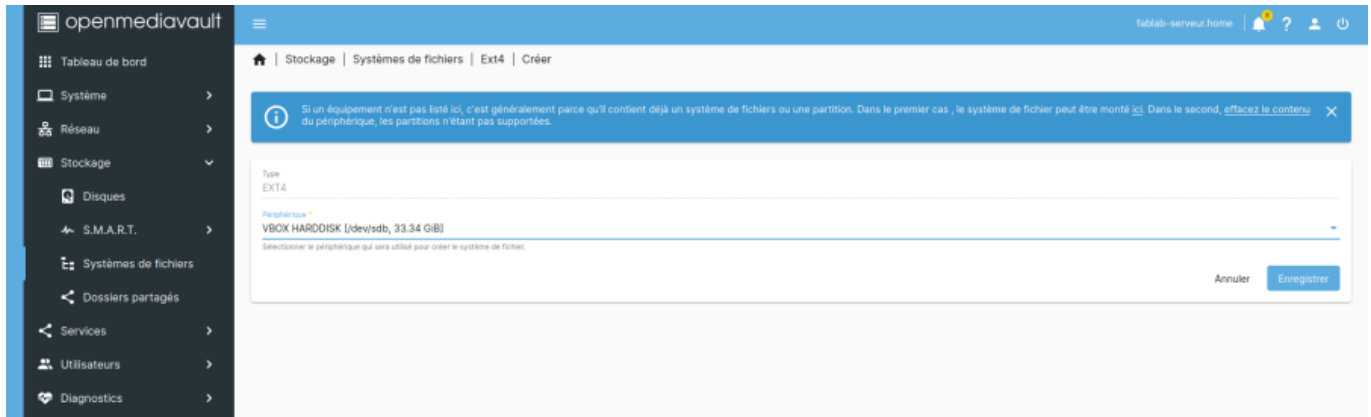 openmediavault
fablab-serveur.home
?
Tableau de bord
Stockage | Systèmes de fichiers | Ext4 | Créer
Système
Si un équipement n'est pas listé ici, c'est généralement parce qu'il contient déjà un système de fichiers ou une partition. Dans le premier cas , le système de fichier peut être monté ici. Dans le second, effacez le contenu
du périphérique, les partitions n'étant pas supportées.
Réseau
Stockage
Type
EXT4
Disques
Périphérique *
VBOX HARDDISK [/dev/sdb, 33.34 GiB]
S.M.A.R.T.
Sélectionner le périphérique qui sera utilisé pour créer le système de fichier.
Systèmes de fichiers
Annuler
Enregistrer
Dossiers partagés
Services
Utilisateurs
Diagnostics